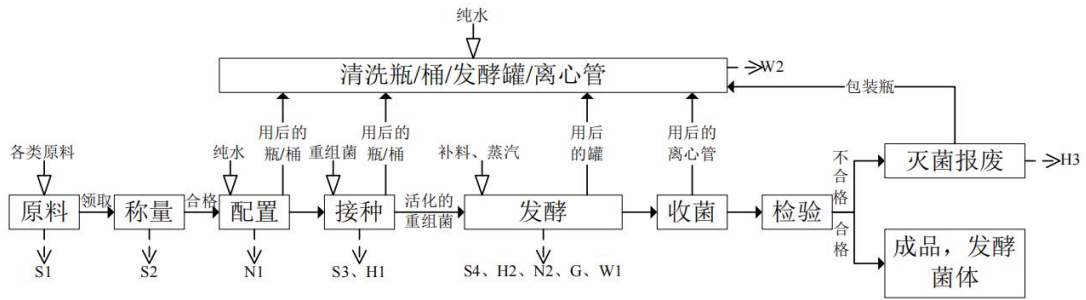 纯水
清洗瓶/桶/发酵罐/离心管
W2
包装瓶
用后的
瓶/桶
用后的
瓶/桶
用后
的罐
用后的
离心管
各类原料
纯水
重组菌
补料、蒸汽
不合格
灭菌报废
H3
原料
领取
称量
合格
配置
接种
活化的
重组菌
发酵
收菌
检验
合格
成品，发酵
菌体
S1
S2
N1
S3、H1
S4、H2、N2、G、W1